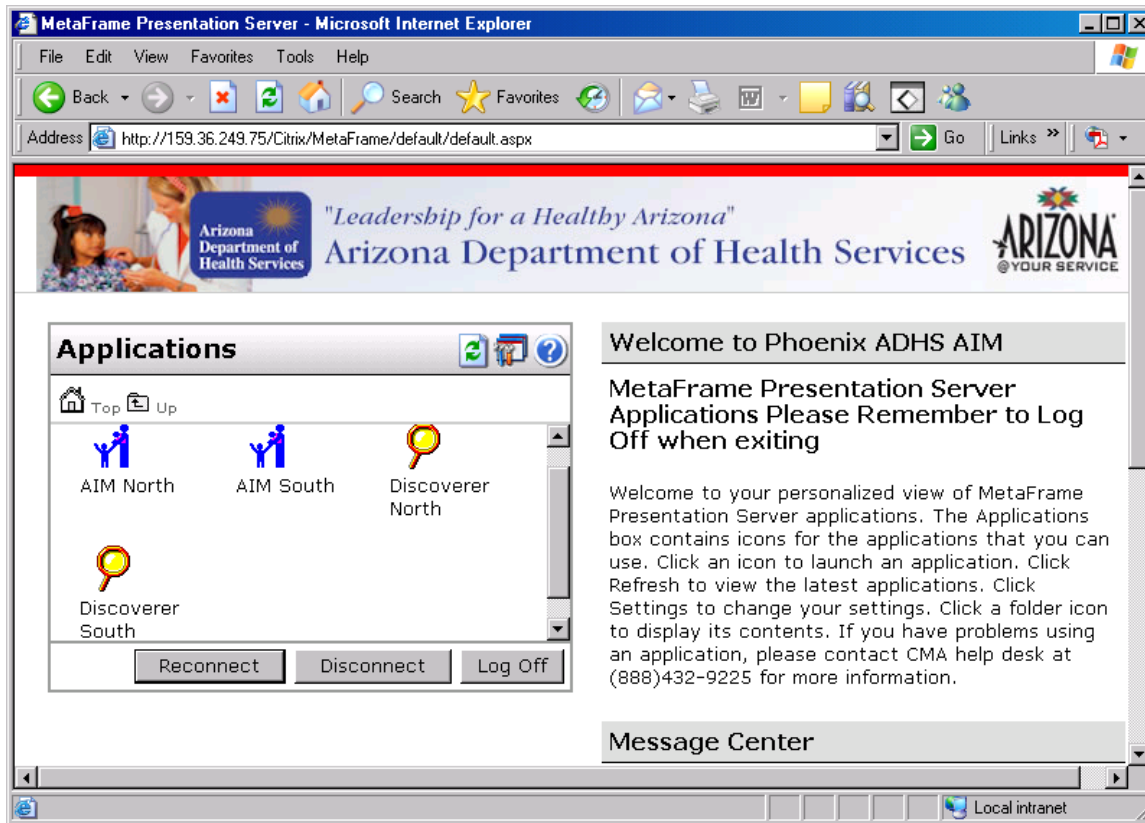 MetaFrame Presentation Server - Microsoft Internet Explorer
File Edit View Favorites Tools Help
Back Search Favorites
Address http://159.36.249.75/Citrix/MetaFrame/default/default.aspx Go Links »
Arizona
Department of
Health Services
"Leadership for a Healthy Arizona"
Arizona Department of Health Services
ARIZONA
@YOUR SERVICE
Applications
Top Up
AIM North AIM South Discoverer
North
Discoverer
South
Reconnect Disconnect Log Off
Welcome to Phoenix ADHS AIM
MetaFrame Presentation Server
Applications Please Remember to Log
Off when exiting
Welcome to your personalized view of MetaFrame
Presentation Server applications. The Applications
box contains icons for the applications that you can
use. Click an icon to launch an application. Click
Refresh to view the latest applications. Click
Settings to change your settings. Click a folder icon
to display its contents. If you have problems using
an application, please contact CMA help desk at
(888)432-9225 for more information.
Message Center
Local intranet